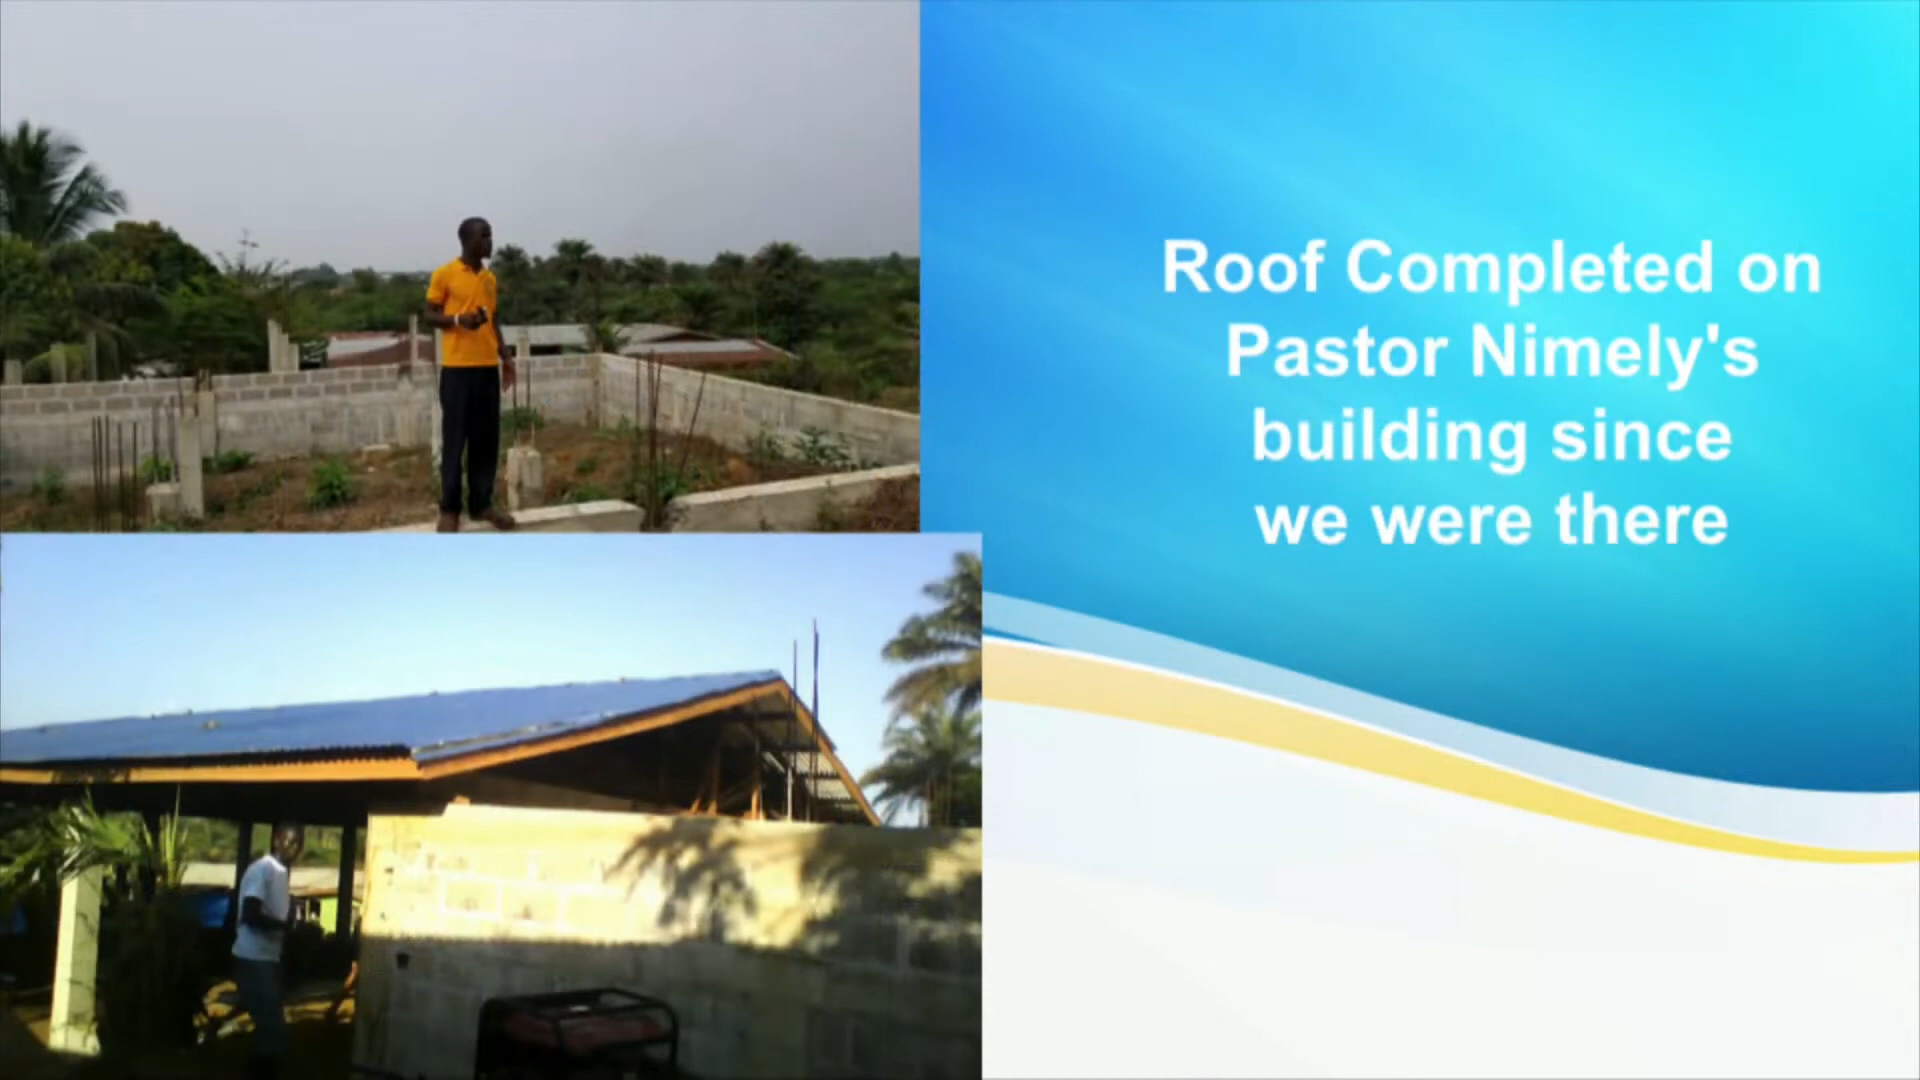 Roof Completed on
Pastor Nimely's
building since
we were there